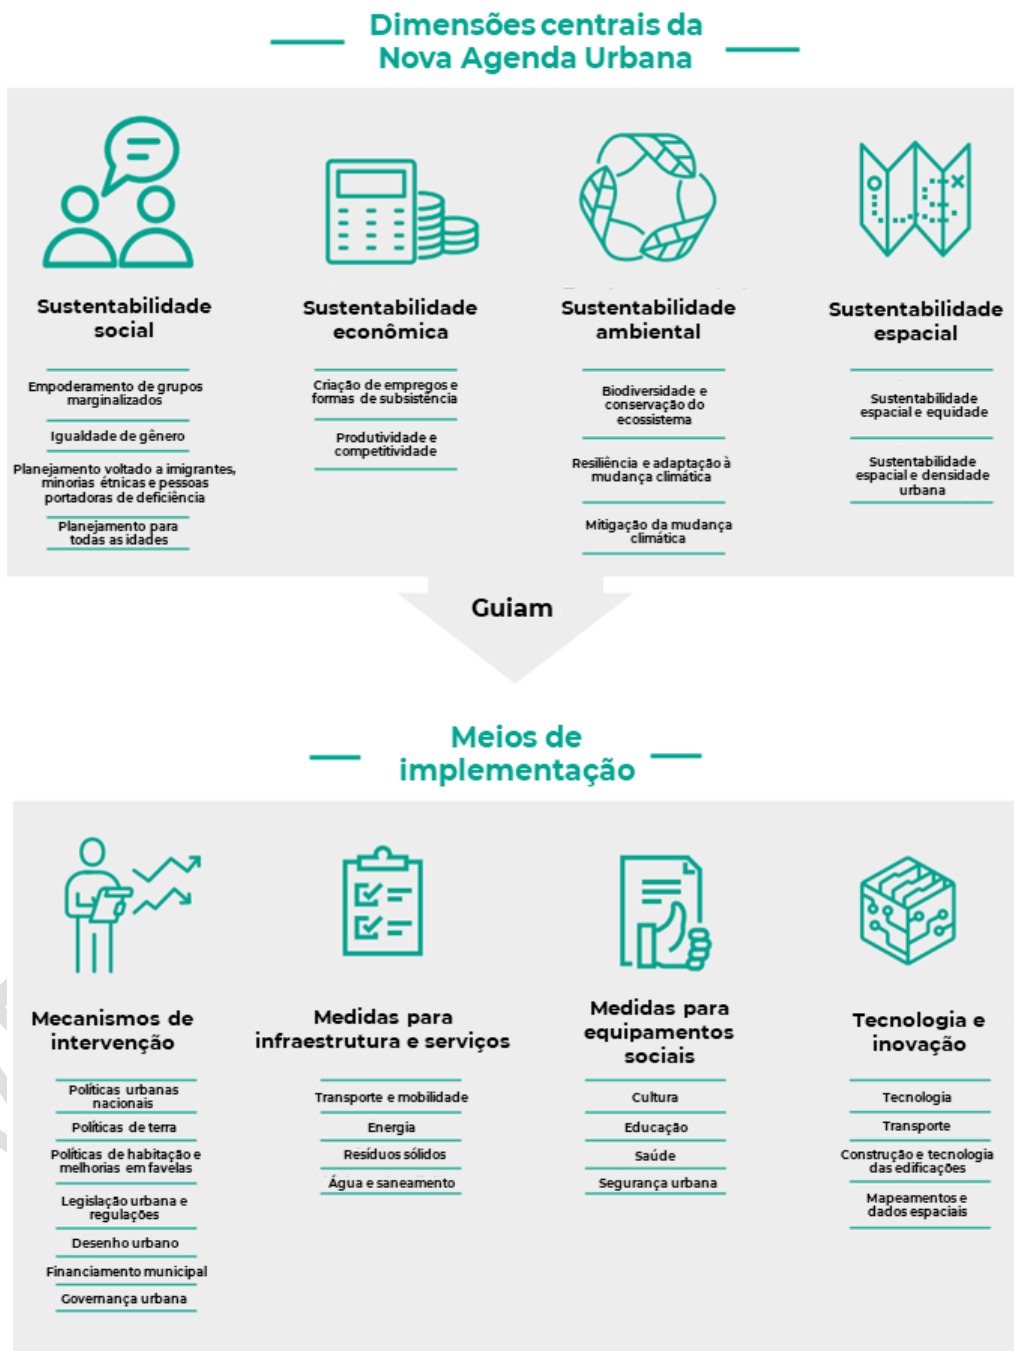 Dimensões centrais da
Nova Agenda Urbana
Sustentabilidade
social
Empoderamento de grupos
marginalizados
Igualdade de gênero
Planejamento voltado a imigrantes,
minorias étnicas e pessoas
portadoras de deficiência
Planejamento para
todas as idades
Sustentabilidade
econômica
Criação de empregos e
formas de subsistência
Produtividade e
competitividade
Sustentabilidade
ambiental
Biodiversidade e
conservação do
ecossistema
Resiliência e adaptação à
mudança climática
Mitigação da mudança
climática
Sustentabilidade
espacial
Sustentabilidade
espacial e equidade
Sustentabilidade
espacial e densidade
urbana
Guiam
Meios de
implementação
Mecanismos de
intervenção
Políticas urbanas
nacionais
Políticas de terra
Políticas de habitação e
melhorias em favelas
Legislação urbana e
regulações
Desenho urbano
Financiamento municipal
Governança urbana
Medidas para
infraestrutura e serviços
Transporte e mobilidade
Energia
Resíduos sólidos
Água e saneamento
Medidas para
equipamentos
sociais
Cultura
Educação
Saúde
Segurança urbana
Tecnologia e
inovação
Tecnologia
Transporte
Construção e tecnologia
das edificações
Mapeamentos e
dados espaciais